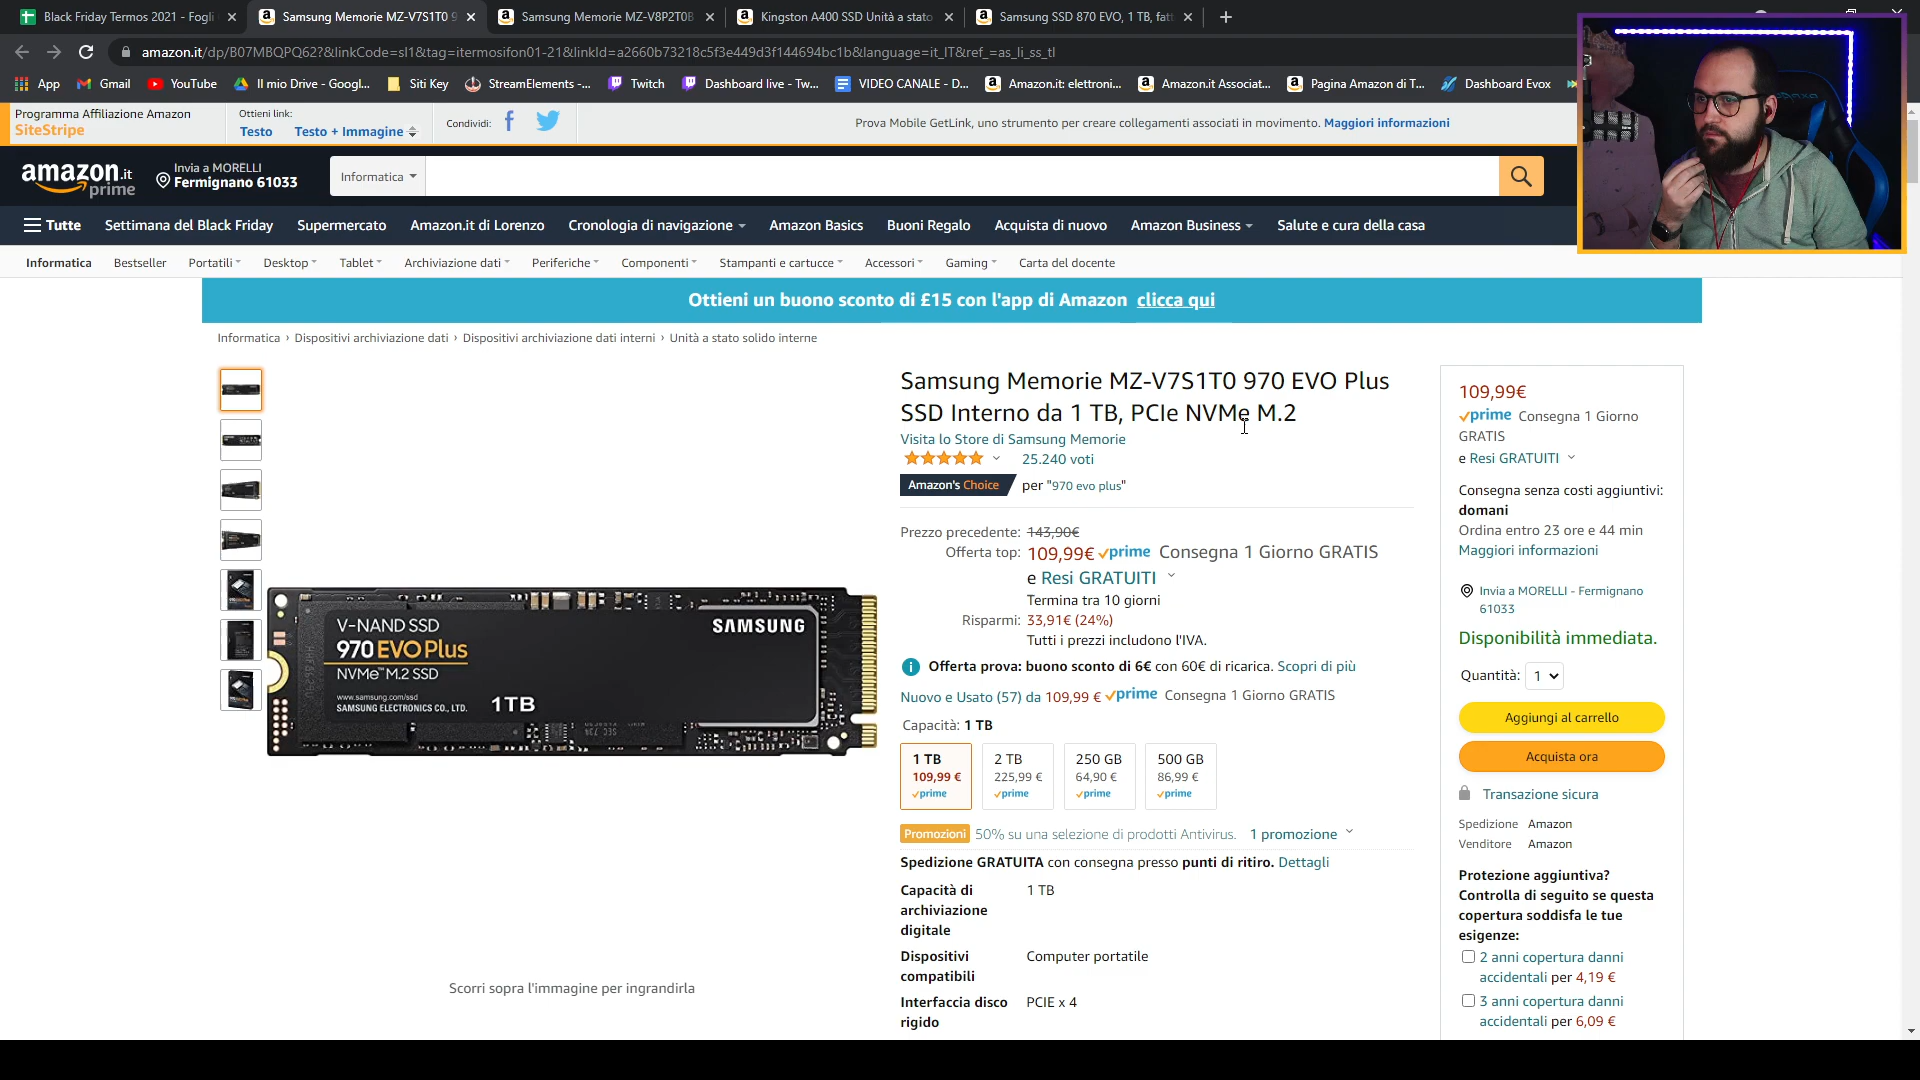 Black Friday Termos 2021 - Fogli
Samsung Memorie MZ-V7S1T0 9
Samsung Memorie MZ-V8P2T0B
Kingston A400 SSD Unità a stato
Samsung SSD 870 EVO, 1 TB, fatt
amazon.it/dp/B07MBQPQ62?&linkCode=sl1&tag=itermosifon01-21&linkId=a2660b73218c5f3e449d3f144694bc1b&language=it_IT&ref_=as_li_ss_tl
App
Gmail
YouTube
Il mio Drive - Googl...
Siti Key
StreamElements -...
Twitch
Dashboard live - Tw...
VIDEO CANALE - D...
Amazon.it: elettroni...
Amazon.it Associat...
Pagina Amazon di T...
Dashboard Evox
Programma Affiliazione Amazon
SiteStripe
Ottieni link:
Testo
Testo + Immagine
Condividi:
Prova Mobile GetLink, uno strumento per creare collegamenti associati in movimento. Maggiori informazioni
amazon.it
prime
Invia a MORELLI
Fermignano 61033
Informatica
Tutte
Settimana del Black Friday
Supermercato
Amazon.it di Lorenzo
Cronologia di navigazione
Amazon Basics
Buoni Regalo
Acquista di nuovo
Amazon Business
Salute e cura della casa
Informatica
Bestseller
Portatili
Desktop
Tablet
Archiviazione dati
Periferiche
Componenti
Stampanti e cartucce
Accessori
Gaming
Carta del docente
Ottieni un buono sconto di £15 con l'app di Amazon clicca qui
Informatica › Dispositivi archiviazione dati › Dispositivi archiviazione dati interni › Unità a stato solido interne
V-NAND SSD
970 EVO Plus
NVMe™ M.2 SSD
www.samsung.com/ssd
SAMSUNG ELECTRONICS CO., LTD.
1TB
SAMSUNG
Scorri sopra l'immagine per ingrandirla
Samsung Memorie MZ-V7S1T0 970 EVO Plus
SSD Interno da 1 TB, PCIe NVMe M.2
Visita lo Store di Samsung Memorie
25.240 voti
Amazon's Choice per "970 evo plus"
Prezzo precedente: 143,90€
Offerta top: 109,99€ prime Consegna 1 Giorno GRATIS
e Resi GRATUITI
Termina tra 10 giorni
Risparmi: 33,91€ (24%)
Tutti i prezzi includono l'IVA.
Offerta prova: buono sconto di 6€ con 60€ di ricarica. Scopri di più
Nuovo e Usato (57) da 109,99 € prime Consegna 1 Giorno GRATIS
Capacità: 1 TB
1 TB
109,99 €
prime
2 TB
225,99 €
prime
250 GB
64,90 €
prime
500 GB
86,99 €
prime
Promozioni 50% su una selezione di prodotti Antivirus. 1 promozione
Spedizione GRATUITA con consegna presso punti di ritiro. Dettagli
Capacità di archiviazione digitale
1 TB
Dispositivi compatibili
Computer portatile
Interfaccia disco rigido
PCIE x 4
109,99€
prime Consegna 1 Giorno
GRATIS
e Resi GRATUITI
Consegna senza costi aggiuntivi:
domani
Ordina entro 23 ore e 44 min
Maggiori informazioni
Invia a MORELLI - Fermignano
61033
Disponibilità immediata.
Quantità: 1
Aggiungi al carrello
Acquista ora
Transazione sicura
Spedizione Amazon
Venditore Amazon
Protezione aggiuntiva?
Controlla di seguito se questa
copertura soddisfa le tue
esigenze:
2 anni copertura danni
accidentali per 4,19 €
3 anni copertura danni
accidentali per 6,09 €